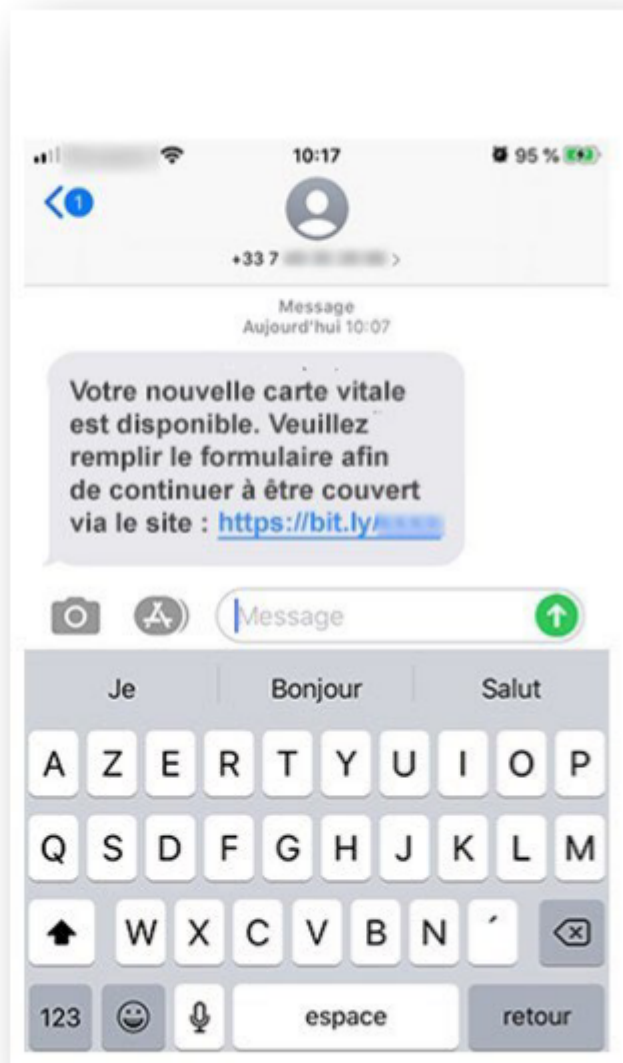 10:17
95 %
1
+33 7
Message
Aujourd'hui 10:07
Votre nouvelle carte vitale
est disponible. Veuillez
remplir le formulaire afin
de continuer à être couvert
via le site : https://bit.ly/
Message
Je Bonjour Salut
A Z E R T Y U I O P
Q S D F G H J K L M
W X C V B N ´
123 espace retour